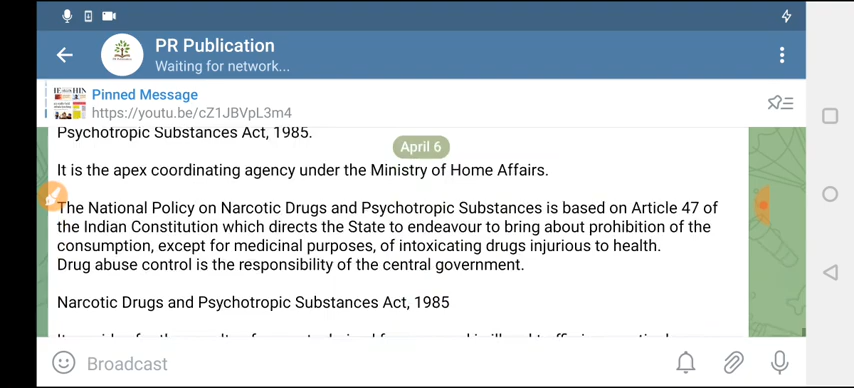 PR Publication
Waiting for network...
Pinned Message
https://youtu.be/cZ1JBVpL3m4
Psychotropic Substances Act, 1985.
April 6
It is the apex coordinating agency under the Ministry of Home Affairs.
The National Policy on Narcotic Drugs and Psychotropic Substances is based on Article 47 of
the Indian Constitution which directs the State to endeavour to bring about prohibition of the
consumption, except for medicinal purposes, of intoxicating drugs injurious to health.
Drug abuse control is the responsibility of the central government.
Narcotic Drugs and Psychotropic Substances Act, 1985
Broadcast